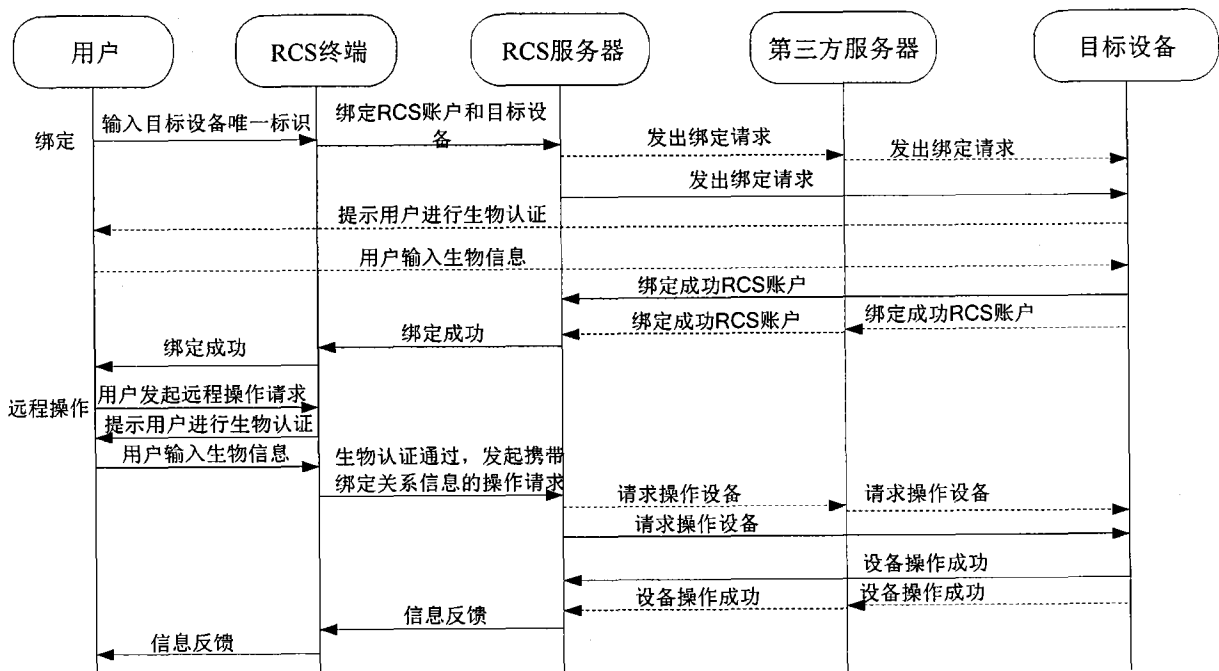 用户
RCS终端
RCS服务器
第三方服务器
目标设备
绑定
输入目标设备唯一标识
绑定RCS账户和目标设
备
发出绑定请求
发出绑定请求
发出绑定请求
提示用户进行生物认证
用户输入生物信息
绑定成功RCS账户
绑定成功RCS账户
绑定成功RCS账户
绑定成功
绑定成功
远程操作
用户发起远程操作请求
提示用户进行生物认证
用户输入生物信息
生物认证通过，发起携带
绑定关系信息的操作请求
请求操作设备
请求操作设备
请求操作设备
设备操作成功
设备操作成功
设备操作成功
信息反馈
信息反馈